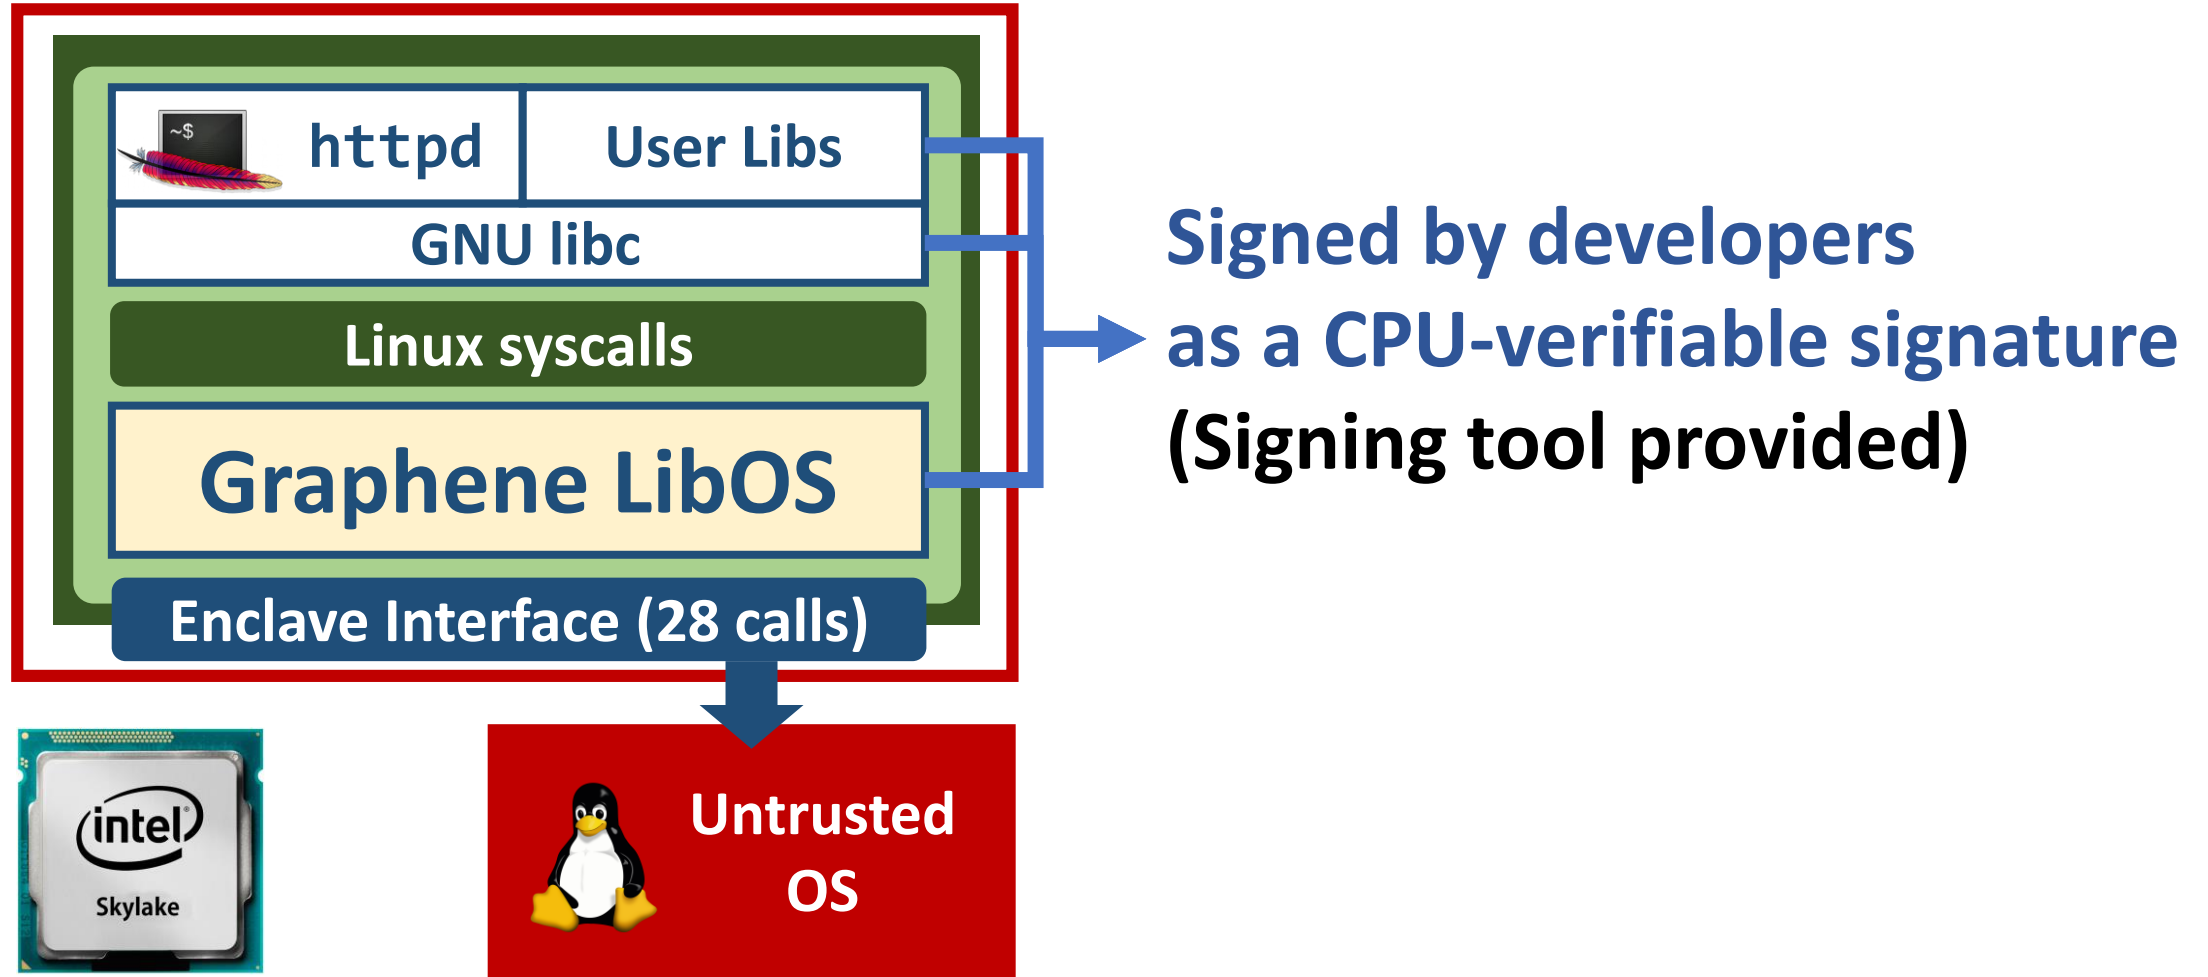 ~$
httpd
User Libs
GNU libc
Linux syscalls
Graphene LibOS
Enclave Interface (28 calls)
Signed by developers
as a CPU-verifiable signature
(Signing tool provided)
intel®
Skylake
Untrusted
OS